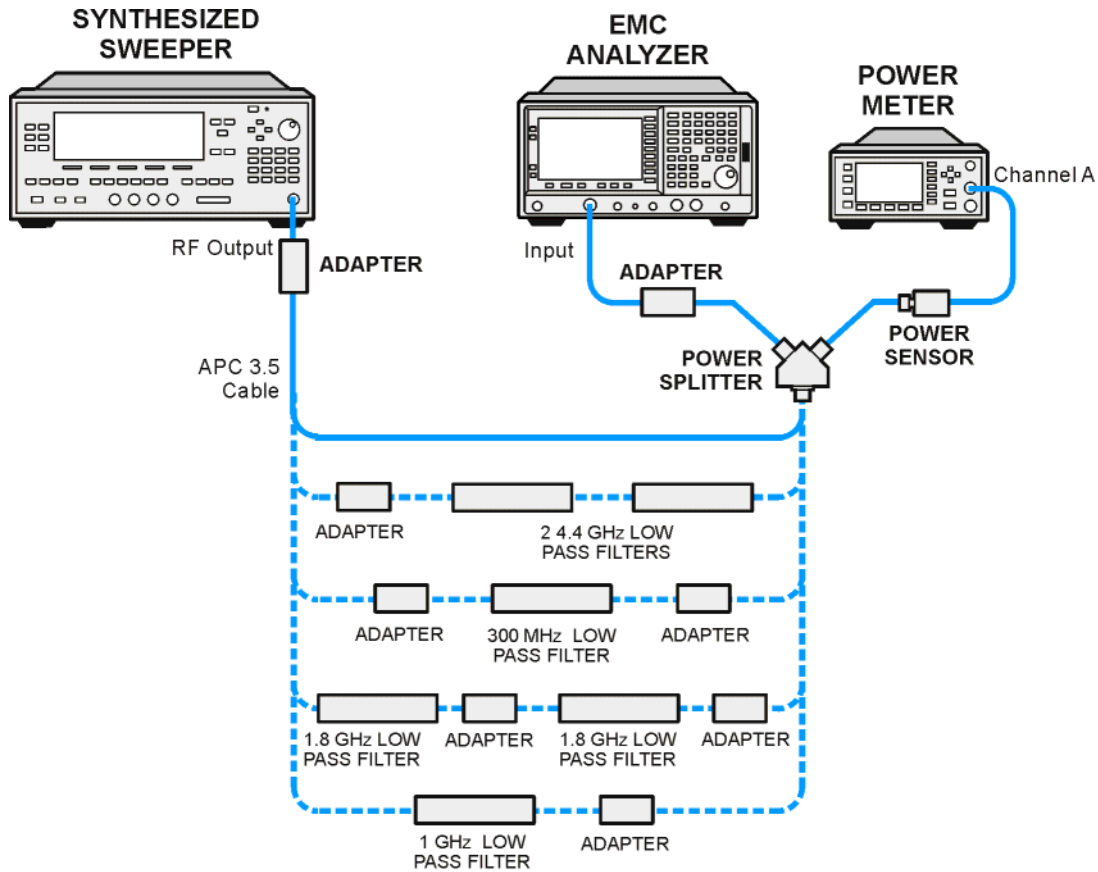 SYNTHESIZED
SWEEPER
EMC
ANALYZER
POWER
METER
Channel A
RF Output
ADAPTER
Input
ADAPTER
POWER
SENSOR
POWER
SPLITTER
APC 3.5
Cable
ADAPTER
2 4.4 GHz LOW
PASS FILTERS
ADAPTER
300 MHz LOW
PASS FILTER
ADAPTER
1.8 GHz LOW
PASS FILTER
ADAPTER
1.8 GHz LOW
PASS FILTER
ADAPTER
1 GHz LOW
PASS FILTER
ADAPTER